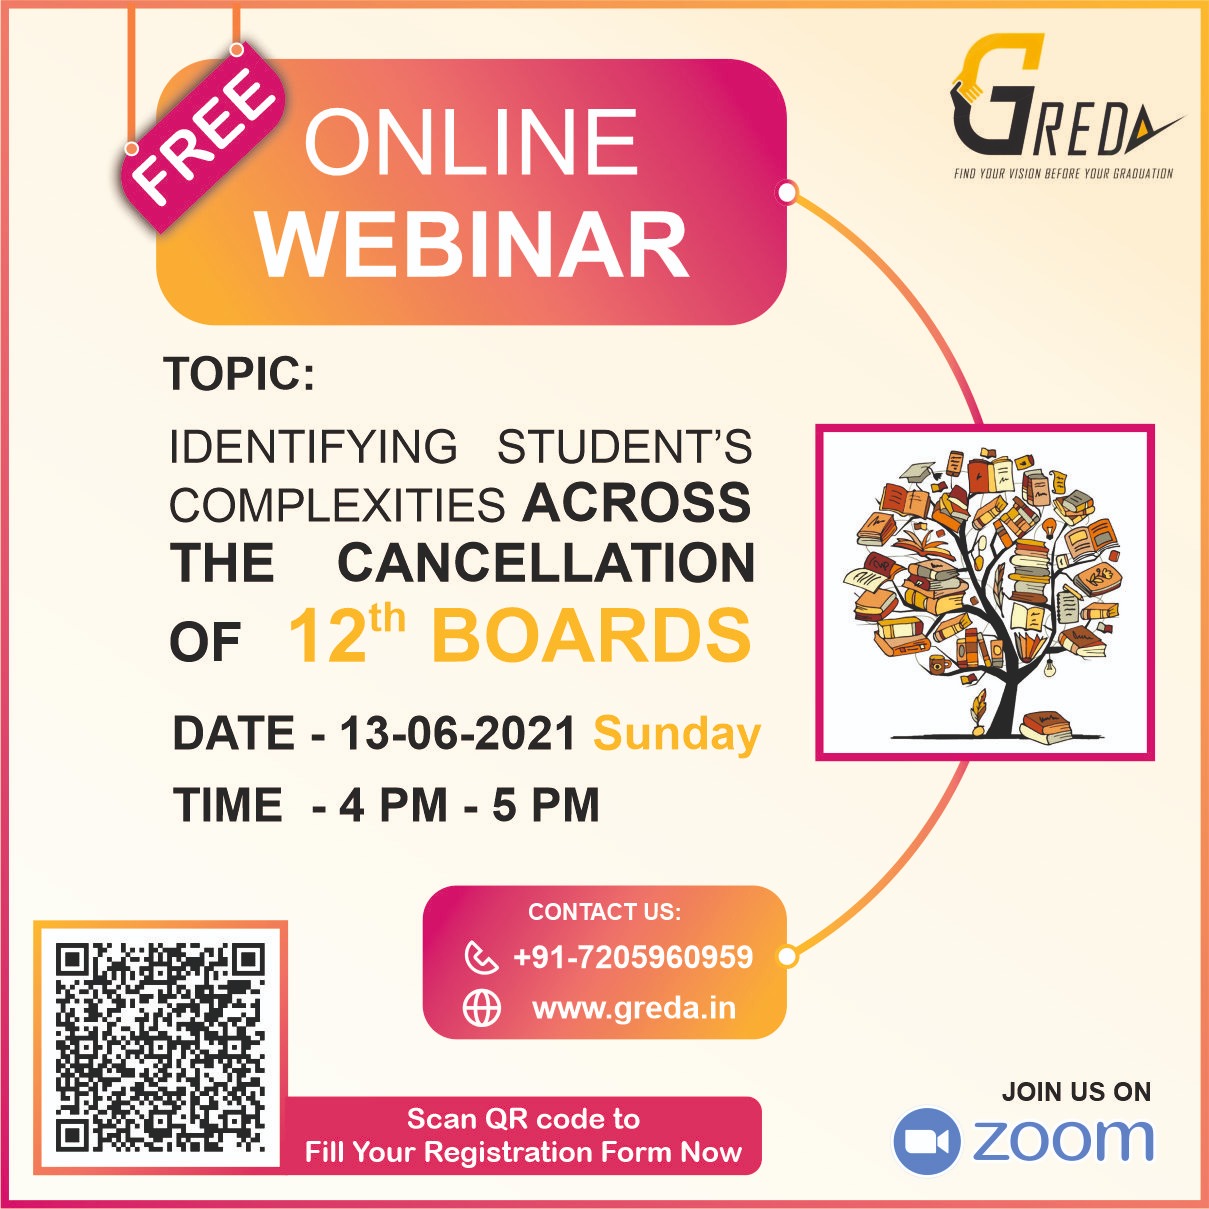 FREE
ONLINE
WEBINAR
GREDA
FIND YOUR VISION BEFORE YOUR GRADUATION
TOPIC:
IDENTIFYING STUDENT’S
COMPLEXITIES ACROSS
THE CANCELLATION
OF 12th BOARDS
DATE - 13-06-2021 Sunday
TIME - 4 PM - 5 PM
CONTACT US:
+91-7205960959
www.greda.in
Scan QR code to
Fill Your Registration Form Now
JOIN US ON
zoom